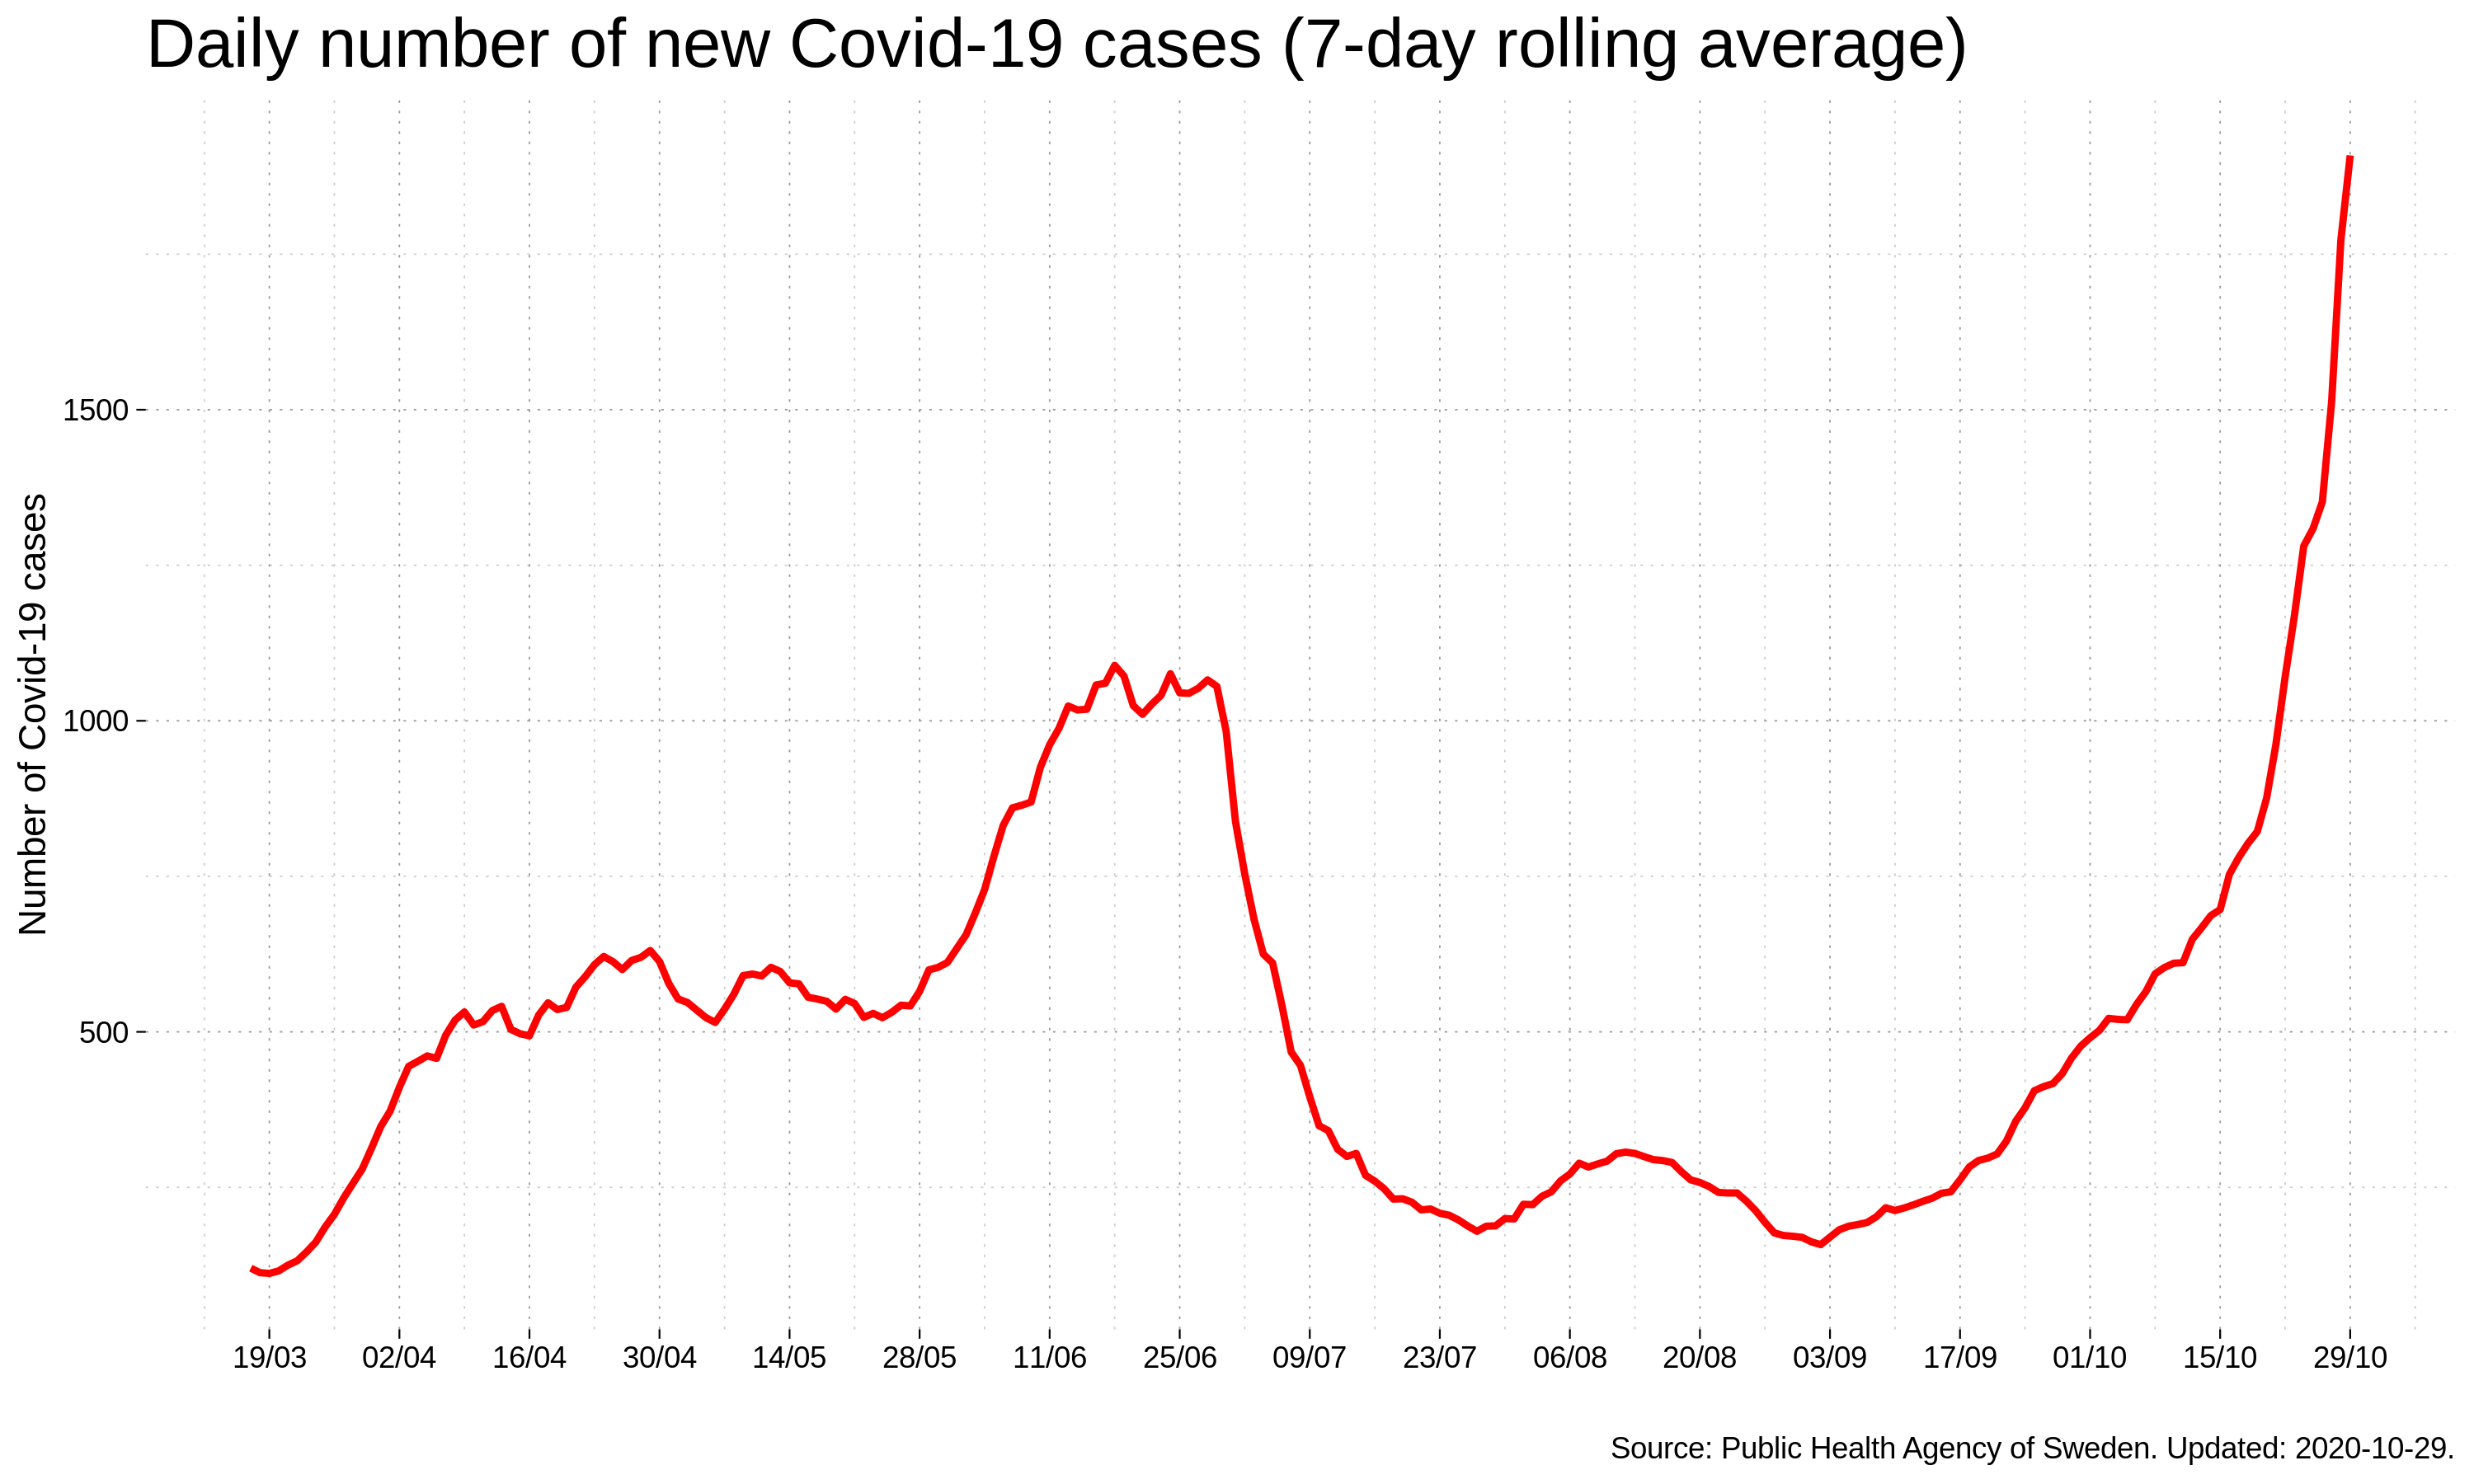 Daily number of new Covid-19 cases (7-day rolling average)
Number of Covid-19 cases
1500
1000
500
19/03 02/04 16/04 30/04 14/05 28/05 11/06 25/06 09/07 23/07 06/08 20/08 03/09 17/09 01/10 15/10 29/10
Source: Public Health Agency of Sweden. Updated: 2020-10-29.